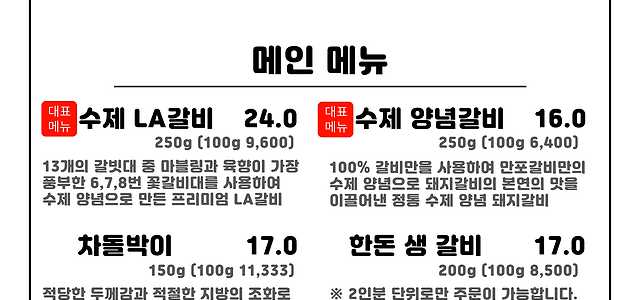 메인 메뉴
대표
메뉴
수제 LA갈비 24.0
250g (100g 9,600)
13개의 갈빗대 중 마블링과 육향이 가장
풍부한 6,7,8번 꽃갈비대를 사용하여
수제 양념으로 만든 프리미엄 LA갈비
대표
메뉴
수제 양념갈비 16.0
250g (100g 6,400)
100% 갈비만을 사용하여 만포갈비만의
수제 양념으로 돼지갈비의 본연의 맛을
이끌어낸 정통 수제 양념 돼지갈비
차돌박이 17.0
150g (100g 11,333)
적당한 두께감과 적절한 지방의 조화로
한돈 생 갈비 17.0
200g (100g 8,500)
※ 2인분 단위로만 주문이 가능합니다.